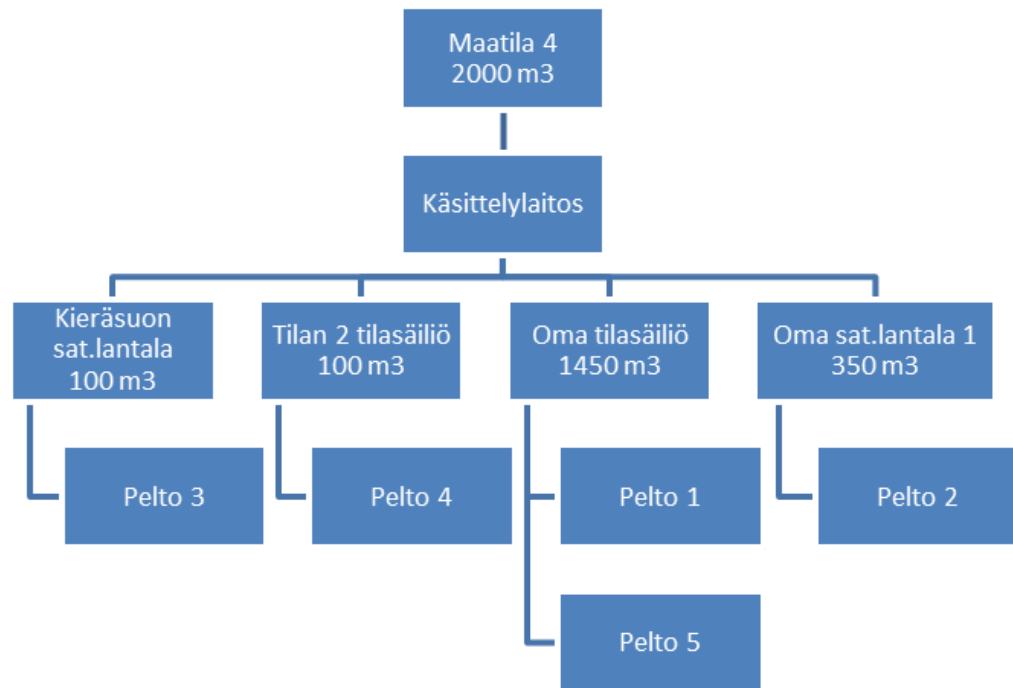 Maatila 4
2000 m3
Käsittelylaitos
Kieräsuon
sat.lantala
100 m3
Tilan 2 tilasäiliö
100 m3
Oma tilasäiliö
1450 m3
Oma sat.lantala 1
350 m3
Pelto 3
Pelto 4
Pelto 1
Pelto 2
Pelto 5